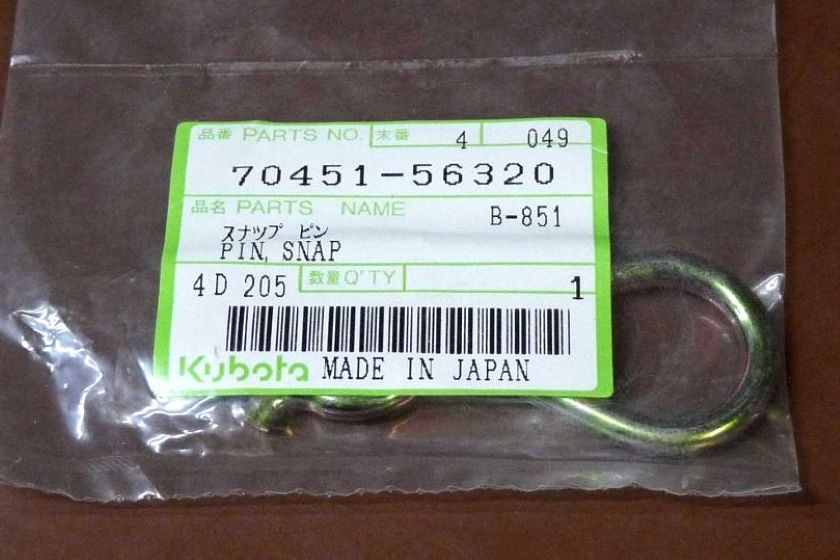 品番 PARTS NO. 末番 4 049
70451-56320
品名 PARTS NAME B-851
スナツプ ピン
PIN, SNAP
4D 205 数量 Q'TY 1
Kubota MADE IN JAPAN